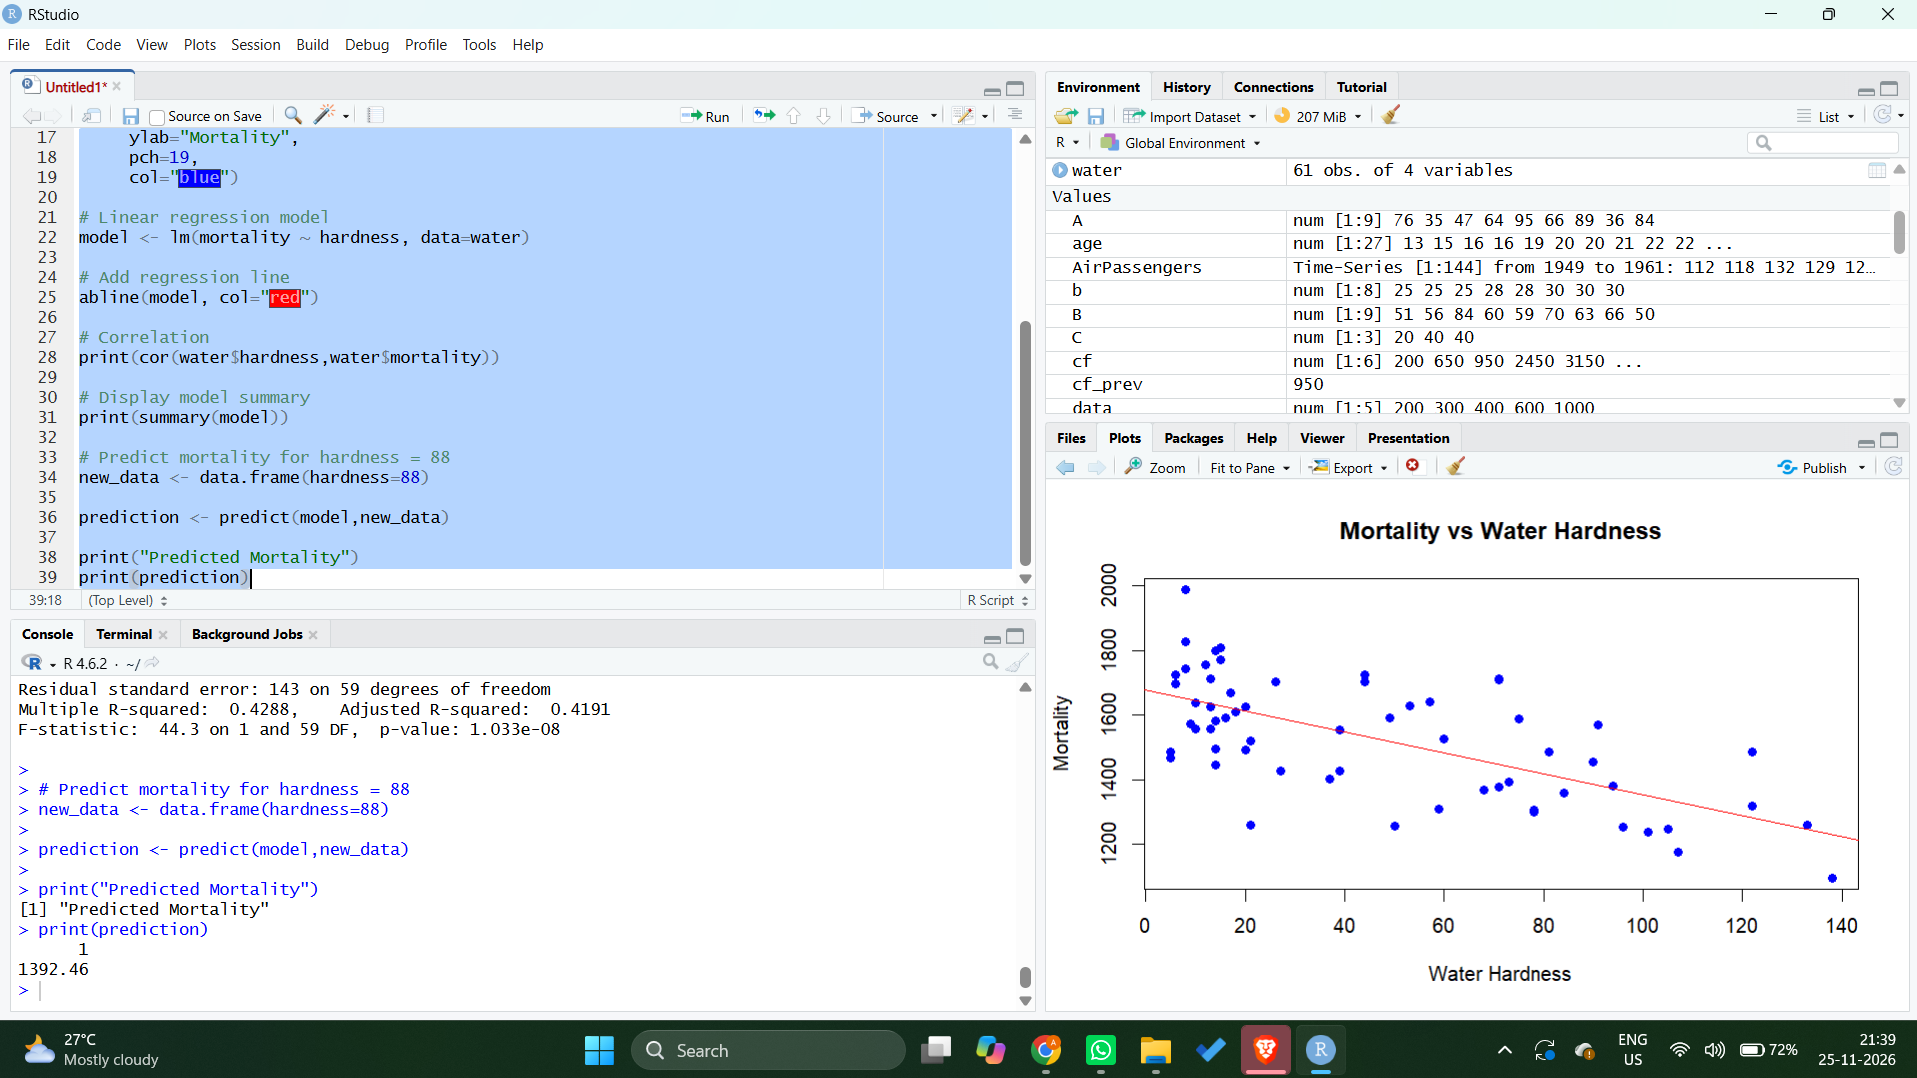 RStudio
File Edit Code View Plots Session Build Debug Profile Tools Help
Untitled1*
Source on Save
Run
Source
17 ylab="Mortality",
18 pch=19,
19 col="blue")
20
21 # Linear regression model
22 model <- lm(mortality ~ hardness, data=water)
23
24 # Add regression line
25 abline(model, col="red")
26
27 # Correlation
28 print(cor(water$hardness,water$mortality))
29
30 # Display model summary
31 print(summary(model))
32
33 # Predict mortality for hardness = 88
34 new_data <- data.frame(hardness=88)
35
36 prediction <- predict(model,new_data)
37
38 print("Predicted Mortality")
39 print(prediction)
39:18 (Top Level) R Script
Console Terminal Background Jobs
R 4.6.2 · ~/
Residual standard error: 143 on 59 degrees of freedom
Multiple R-squared:  0.4288,    Adjusted R-squared:  0.4191
F-statistic:  44.3 on 1 and 59 DF,  p-value: 1.033e-08
>
> # Predict mortality for hardness = 88
> new_data <- data.frame(hardness=88)
>
> prediction <- predict(model,new_data)
>
> print("Predicted Mortality")
[1] "Predicted Mortality"
> print(prediction)
1
1392.46
>
Environment History Connections Tutorial
Import Dataset 207 MiB List
R Global Environment
water 61 obs. of 4 variables
Values
A num [1:9] 76 35 47 64 95 66 89 36 84
age num [1:27] 13 15 16 16 19 20 20 21 22 22 ...
AirPassengers Time-Series [1:144] from 1949 to 1961: 112 118 132 129 12...
b num [1:8] 25 25 25 28 28 30 30 30
B num [1:9] 51 56 84 60 59 70 63 66 50
C num [1:3] 20 40 40
cf num [1:6] 200 650 950 2450 3150 ...
cf_prev 950
data num [1:5] 200 300 400 600 1000
Files Plots Packages Help Viewer Presentation
Zoom Fit to Pane Export Publish
Mortality vs Water Hardness
Mortality
2000
1800
1600
1400
1200
0 20 40 60 80 100 120 140
Water Hardness
27°C
Mostly cloudy
Search
ENG
US
72%
21:39
25-11-2026